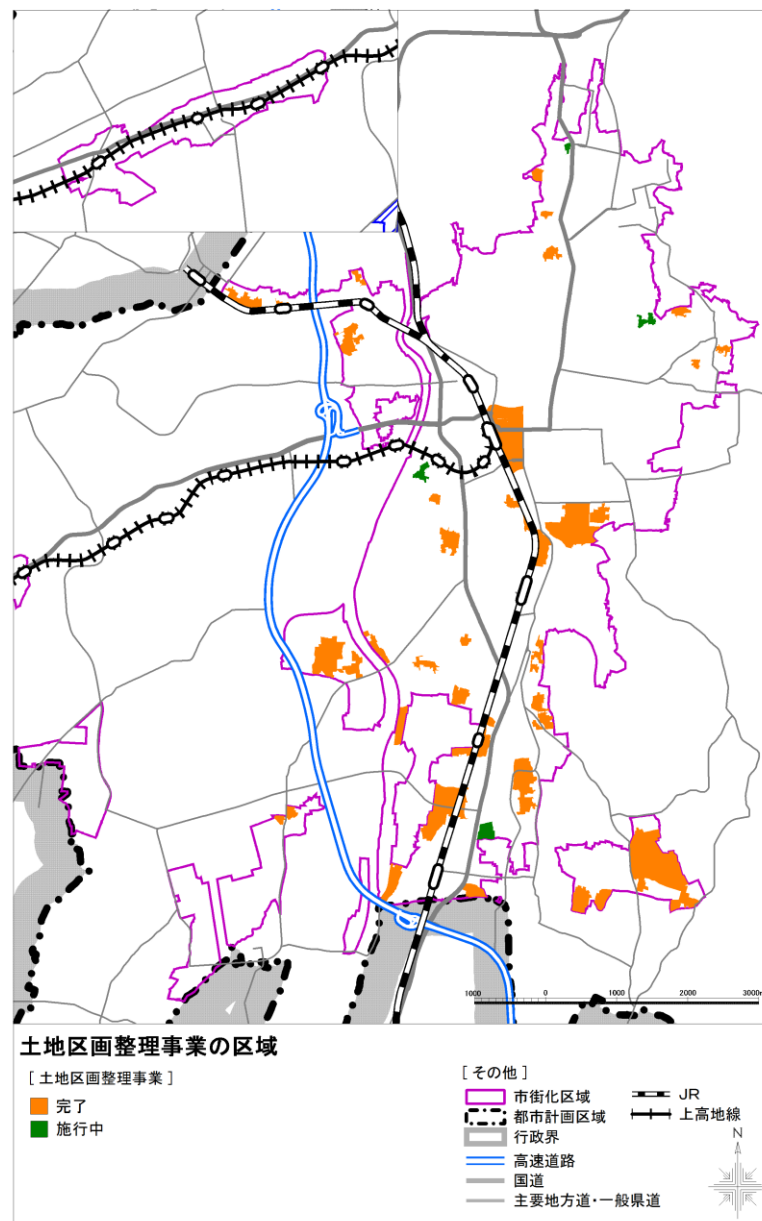 1000 0 1000 2000 3000m
土地区画整理事業の区域
[ 土地区画整理事業 ]
完了
施行中
[ その他 ]
市街化区域
都市計画区域
行政界
高速道路
国道
主要地方道・一般県道
JR
上高地線
N